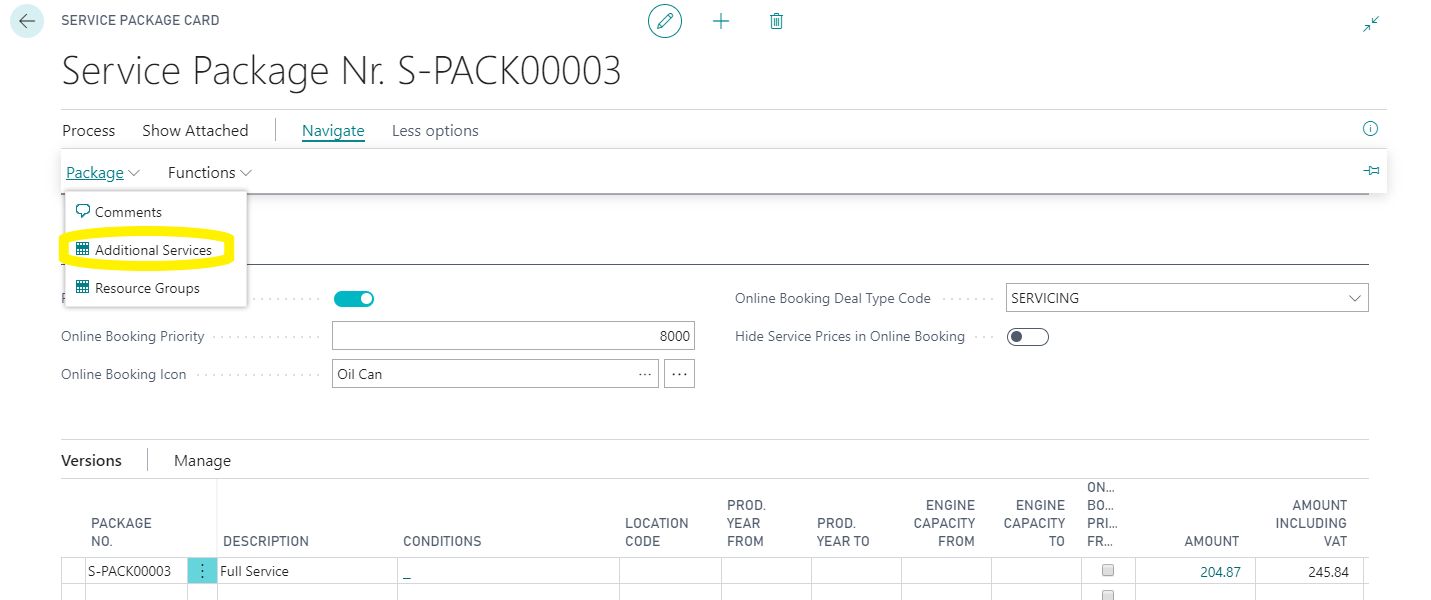 SERVICE PACKAGE CARD
Service Package Nr. S-PACK00003
Process Show Attached Navigate Less options
Package Functions
Comments
Additional Services
Resource Groups
Online Booking Deal Type Code SERVICING
Online Booking Priority 8000
Hide Service Prices in Online Booking
Online Booking Icon Oil Can ... ...
Versions Manage
PACKAGE NO.
DESCRIPTION
CONDITIONS
LOCATION CODE
PROD. YEAR FROM
PROD. YEAR TO
ENGINE CAPACITY FROM
ENGINE CAPACITY TO
ON... BO... PRI... FR...
AMOUNT
AMOUNT INCLUDING VAT
S-PACK00003 Full Service _ 204.87 245.84